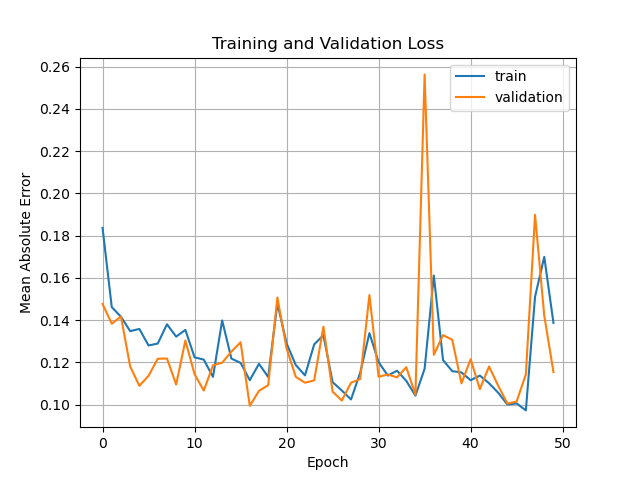 Training and Validation Loss
train
validation
0.26
0.24
0.22
0.20
0.18
0.16
0.14
0.12
0.10
Mean Absolute Error
0 10 20 30 40 50
Epoch